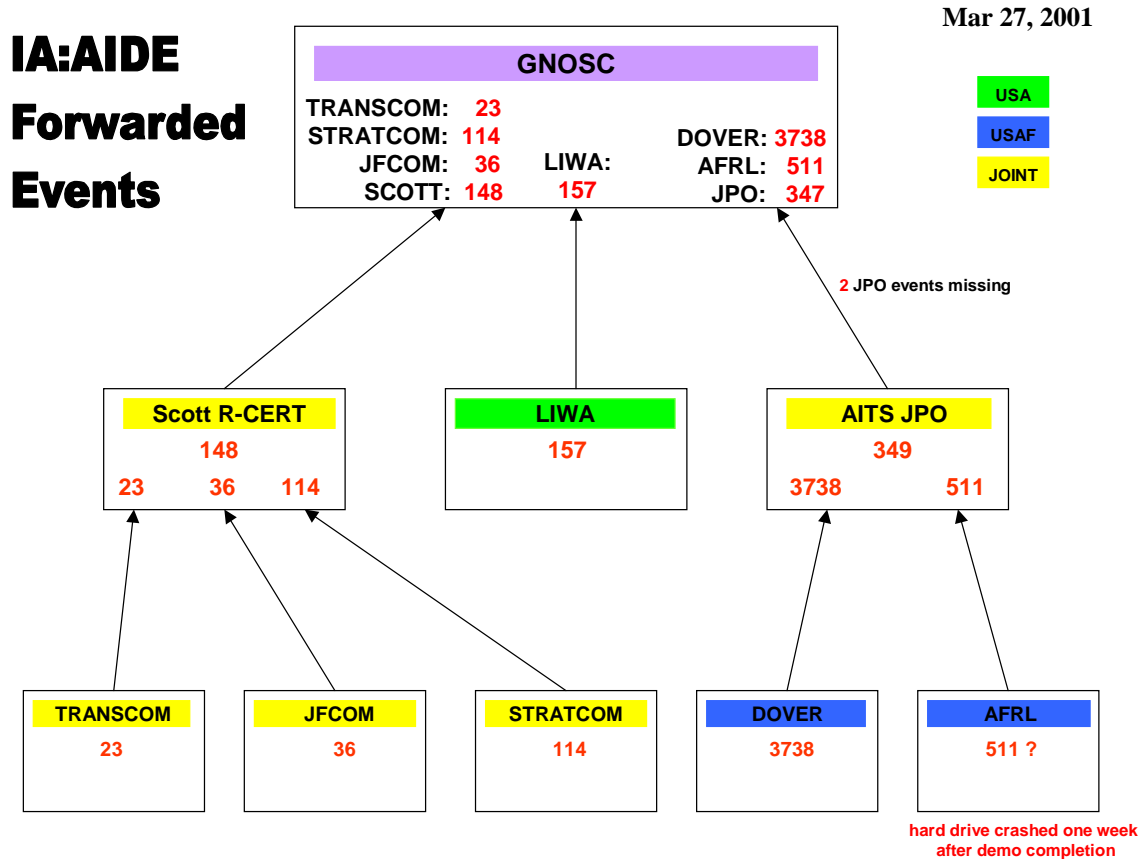 Mar 27, 2001
IA:AIDE
Forwarded
Events
GNOSC
TRANSCOM: 23
STRATCOM: 114
JFCOM: 36
SCOTT: 148
LIWA:
157
DOVER: 3738
AFRL: 511
JPO: 347
USA
USAF
JOINT
2 JPO events missing
Scott R-CERT
148
23 36 114
LIWA
157
AITS JPO
349
3738 511
TRANSCOM
23
JFCOM
36
STRATCOM
114
DOVER
3738
AFRL
511 ?
hard drive crashed one week
after demo completion